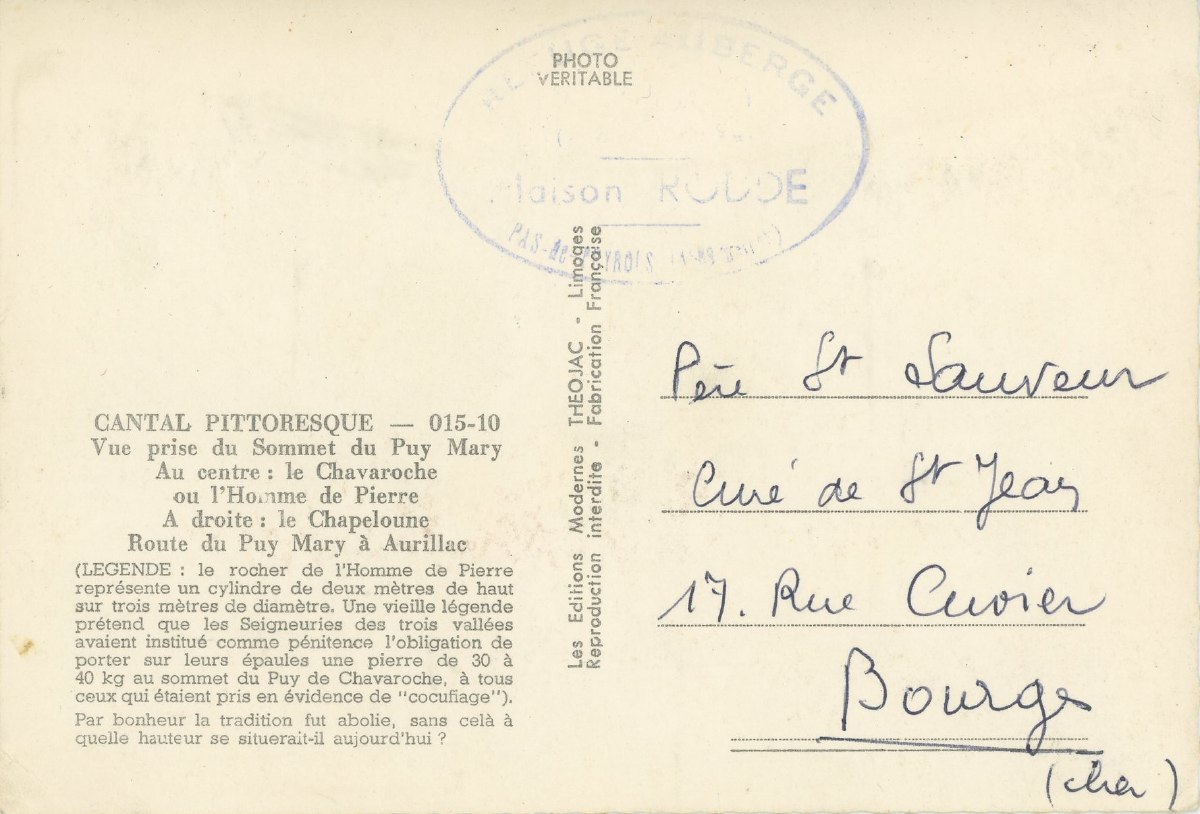 PHOTO
VERITABLE
REFUGE AUBERGE
Maison ROUDE
PAS-de-PEYROLS
CANTAL PITTORESQUE — 015-10
Vue prise du Sommet du Puy Mary
Au centre : le Chavaroche
ou l'Homme de Pierre
A droite : le Chapeloune
Route du Puy Mary à Aurillac
(LEGENDE : le rocher de l'Homme de Pierre
représente un cylindre de deux mètres de haut
sur trois mètres de diamètre. Une vieille légende
prétend que les Seigneuries des trois vallées
avaient institué comme pénitence l'obligation de
porter sur leurs épaules une pierre de 30 à
40 kg au sommet du Puy de Chavaroche, à tous
ceux qui étaient pris en évidence de "cocufiage").
Par bonheur la tradition fut abolie, sans celà à
quelle hauteur se situerait-il aujourd'hui ?
Les Editions Modernes THEOJAC - Limoges
Reproduction interdite - Fabrication Française
Père St Sauveur
Curé de St Jean
17. Rue Cuvier
Bourges
(cher)